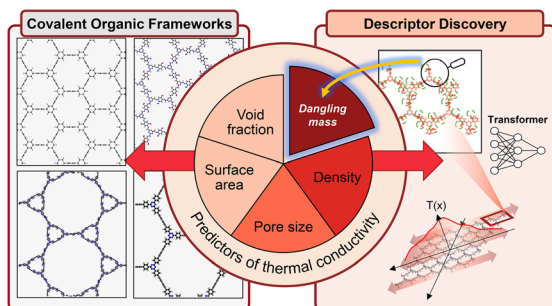 Covalent Organic Frameworks
Descriptor Discovery
Void
fraction
Dangling
mass
Surface
area
Density
Pore size
Predictors of thermal conductivity
Transformer
T(x)